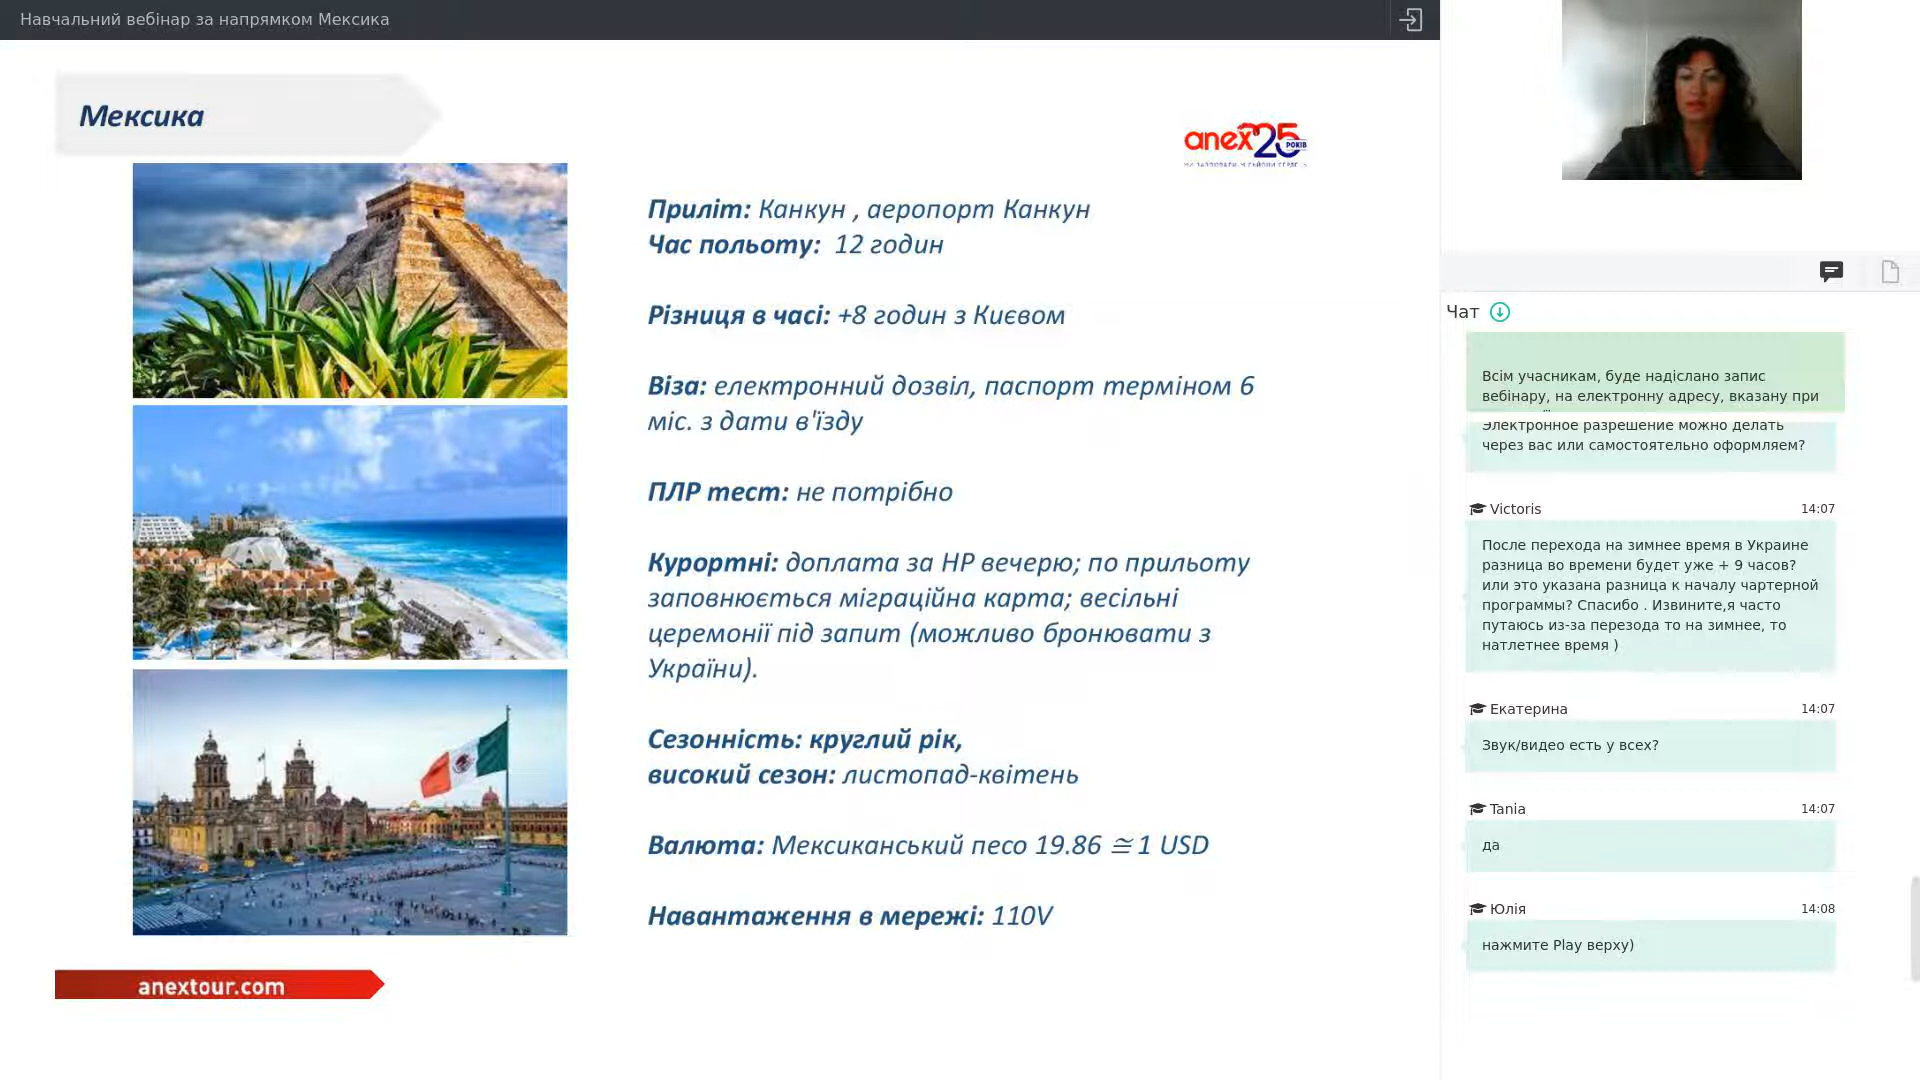 Навчальний вебінар за напрямком Мексика
Мексика
anex25
РОКІВ
Приліт: Канкун , аеропорт Канкун
Час польоту: 12 годин
Різниця в часі: +8 годин з Києвом
Віза: електронний дозвіл, паспорт терміном 6
міс. з дати в'їзду
ПЛР тест: не потрібно
Курортні: доплата за НР вечерю; по прильоту
заповнюється міграційна карта; весільні
церемонії під запит (можливо бронювати з
України).
Сезонність: круглий рік,
високий сезон: листопад-квітень
Валюта: Мексиканський песо 19.86 ≅ 1 USD
Навантаження в мережі: 110V
anextour.com
Чат
Всім учасникам, буде надіслано запис
вебінару, на електронну адресу, вказану при
Электронное разрешение можно делать
через вас или самостоятельно оформляем?
Victoris 14:07
После перехода на зимнее время в Украине
разница во времени будет уже + 9 часов?
или это указана разница к началу чартерной
программы? Спасибо . Извините,я часто
путаюсь из-за перезода то на зимнее, то
натлетнее время )
Екатерина 14:07
Звук/видео есть у всех?
Tania 14:07
да
Юлія 14:08
нажмите Play верху)